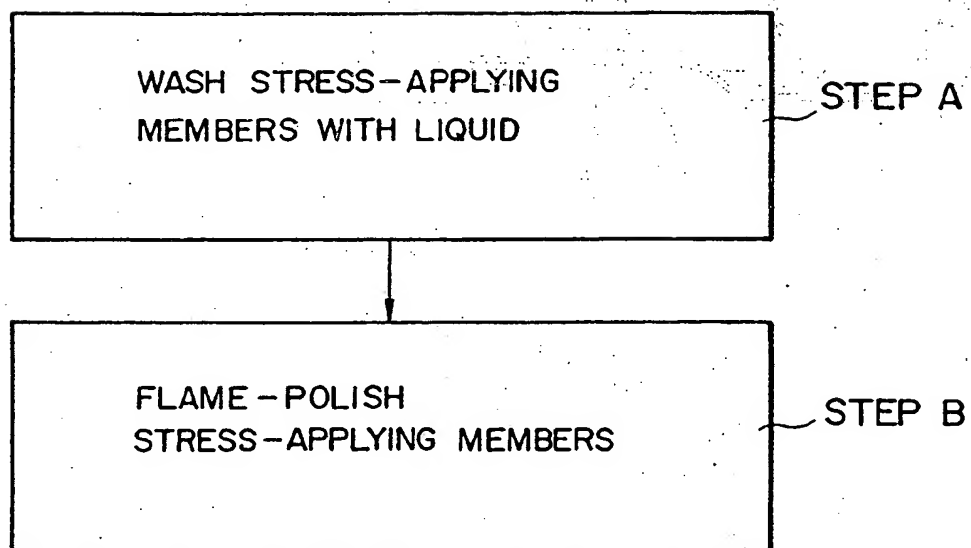 WASH STRESS-APPLYING
MEMBERS WITH LIQUID
STEP A
FLAME-POLISH
STRESS-APPLYING MEMBERS
STEP B